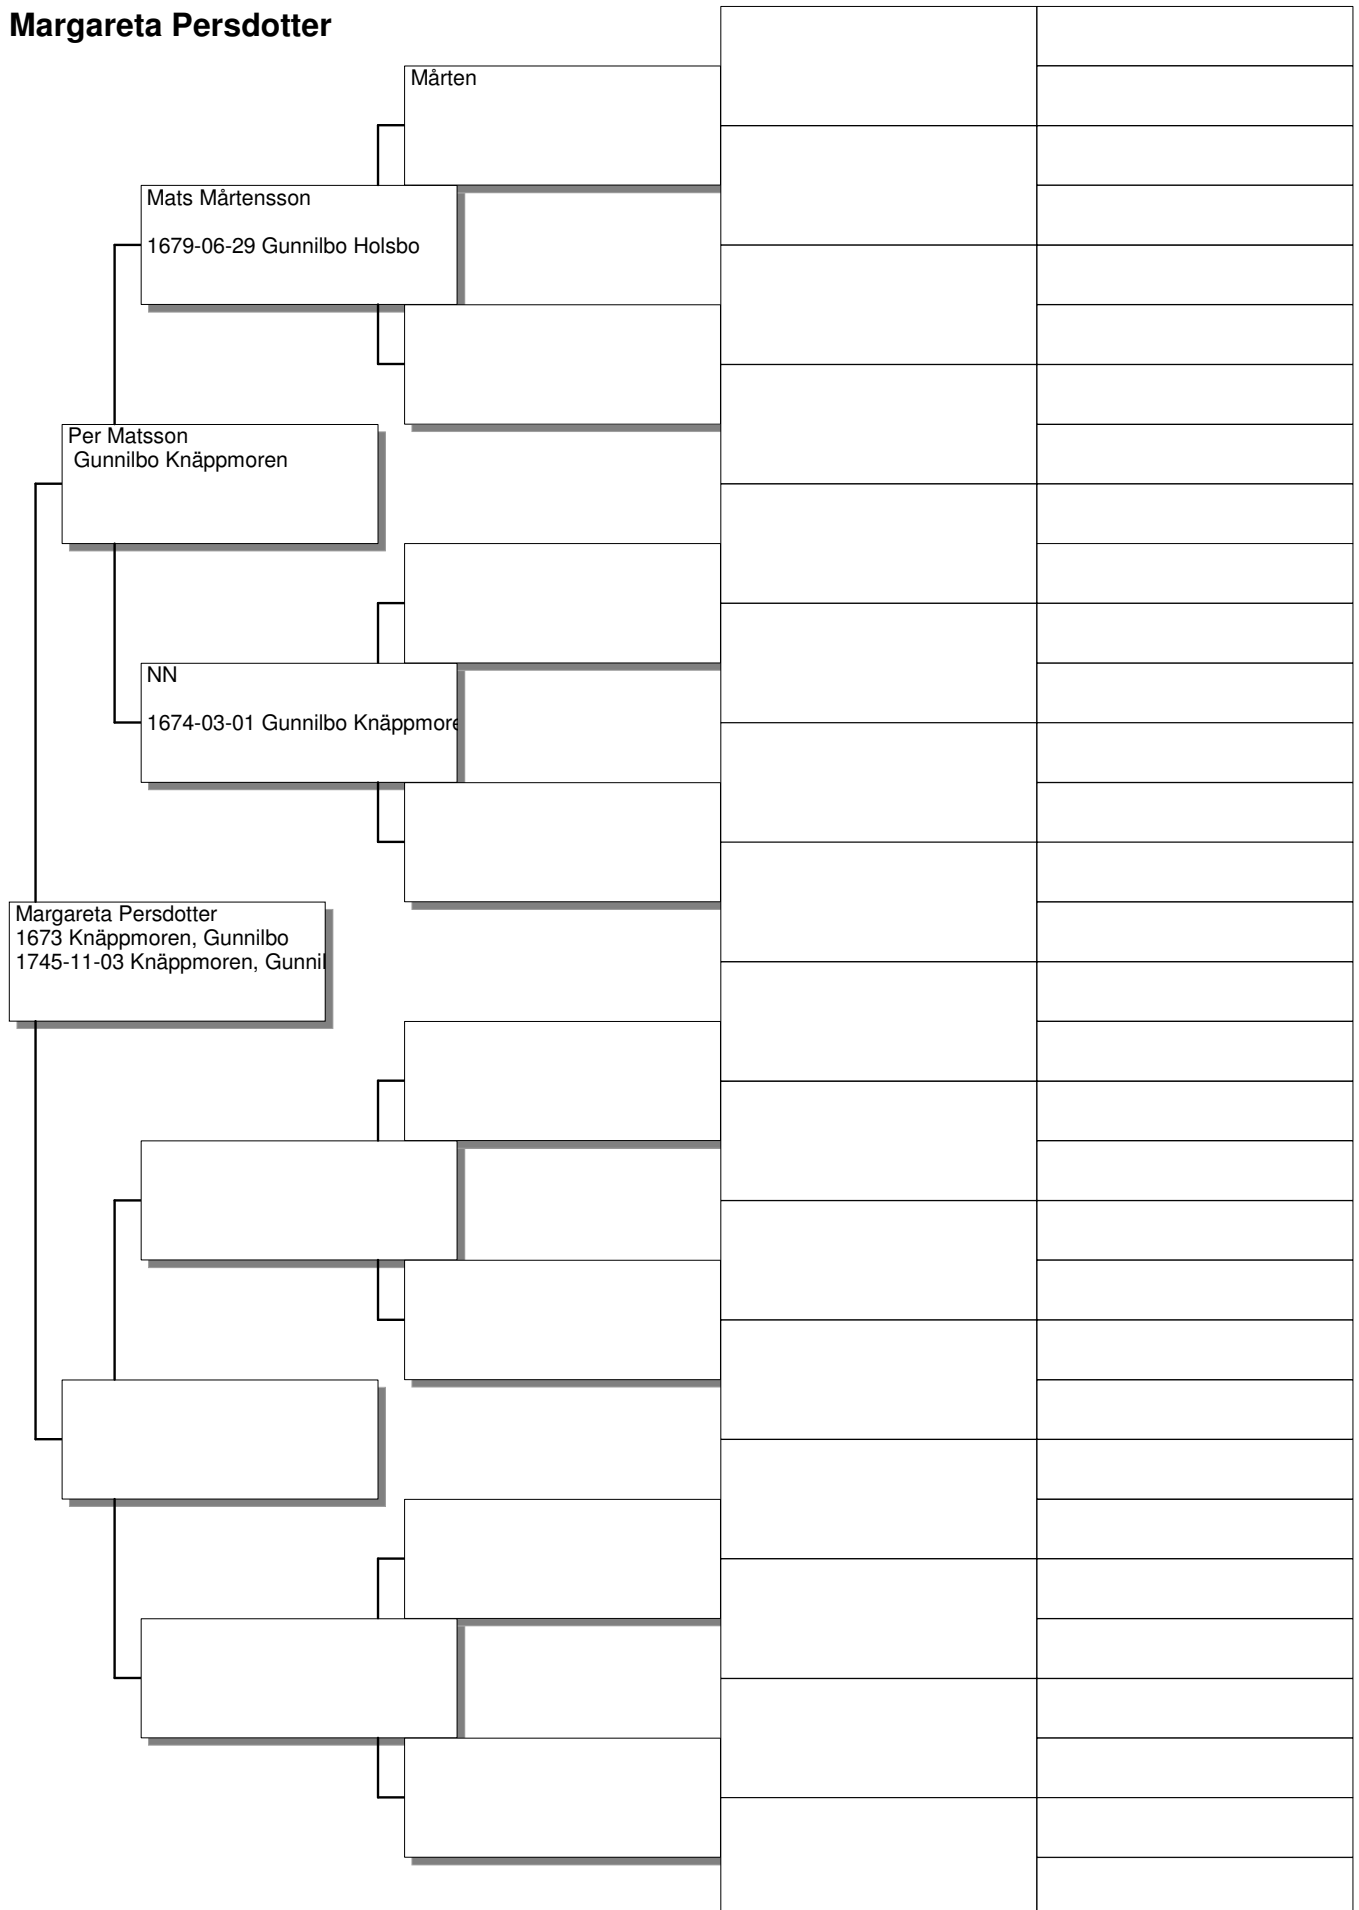 Margareta Persdotter
Mårten
Mats Mårtensson
1679-06-29 Gunnilbo Holsbo
Per Matsson
Gunnilbo Knäppmoren
NN
1674-03-01 Gunnilbo Knäppmore
Margareta Persdotter
1673 Knäppmoren, Gunnilbo
1745-11-03 Knäppmoren, Gunnil